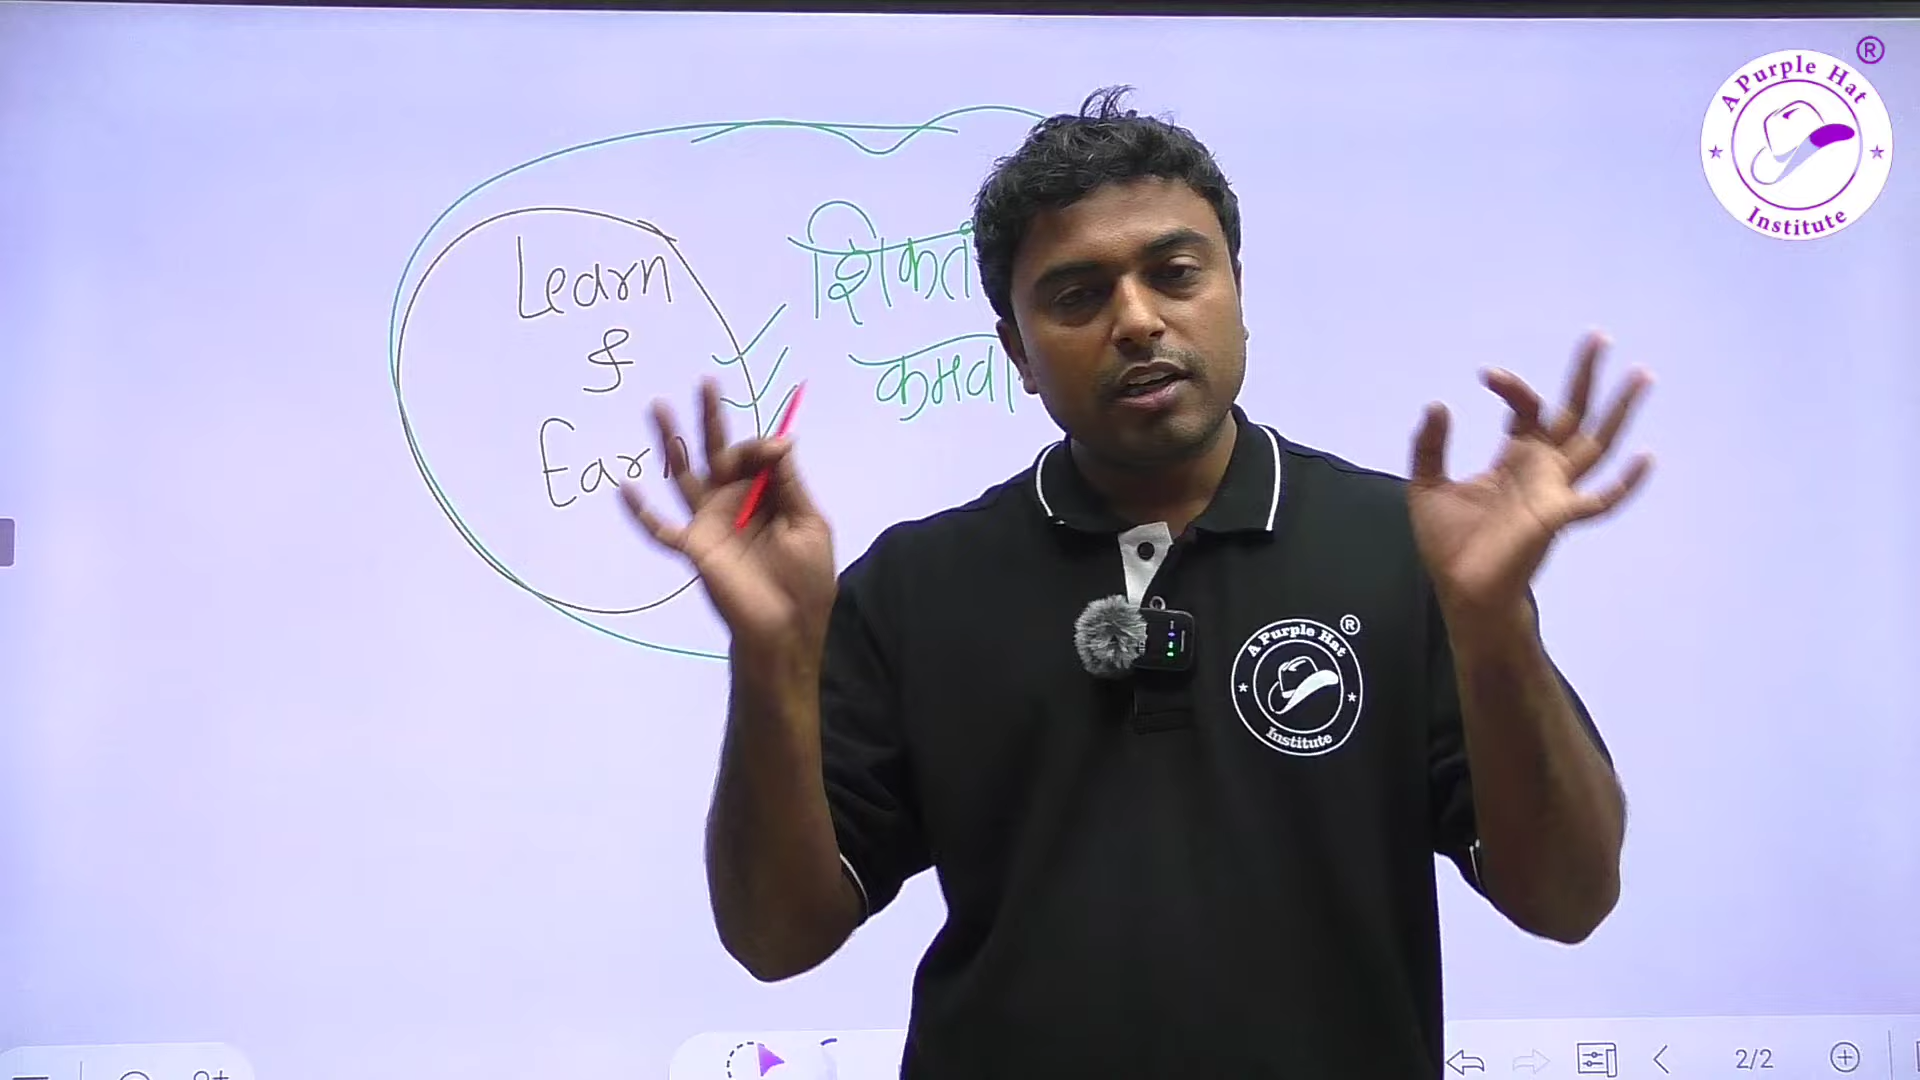 A Purple Hat
Institute
®
Learn
&
Earn
शिकतां
कमवा
A Purple Hat
Institute
®
2/2